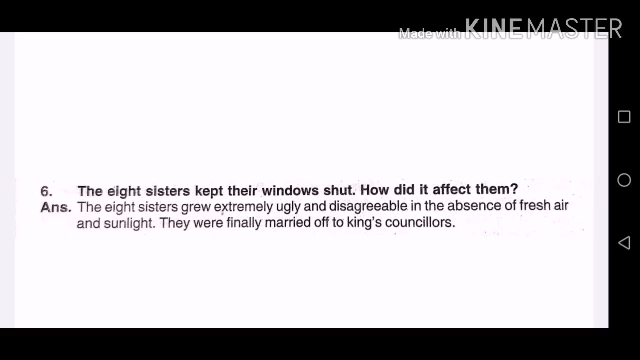 Made with KINEMASTER
6. The eight sisters kept their windows shut. How did it affect them?
Ans. The eight sisters grew extremely ugly and disagreeable in the absence of fresh air
and sunlight. They were finally married off to king's councillors.